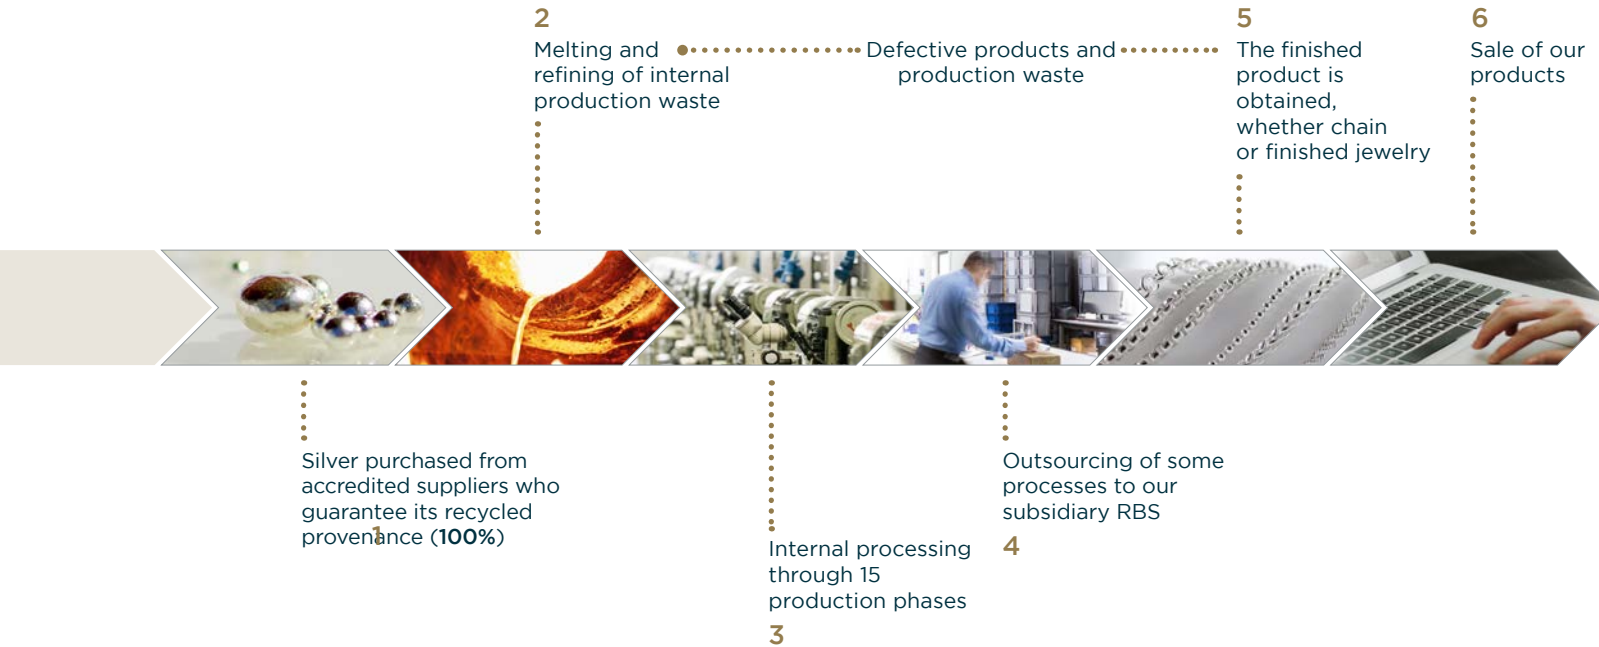 2
Melting and
refining of internal
production waste
Defective products and
production waste
5
The finished
product is
obtained,
whether chain
or finished jewelry
6
Sale of our
products
Silver purchased from
accredited suppliers who
guarantee its recycled
provenance (100%)
1
Internal processing
through 15
production phases
3
Outsourcing of some
processes to our
subsidiary RBS
4